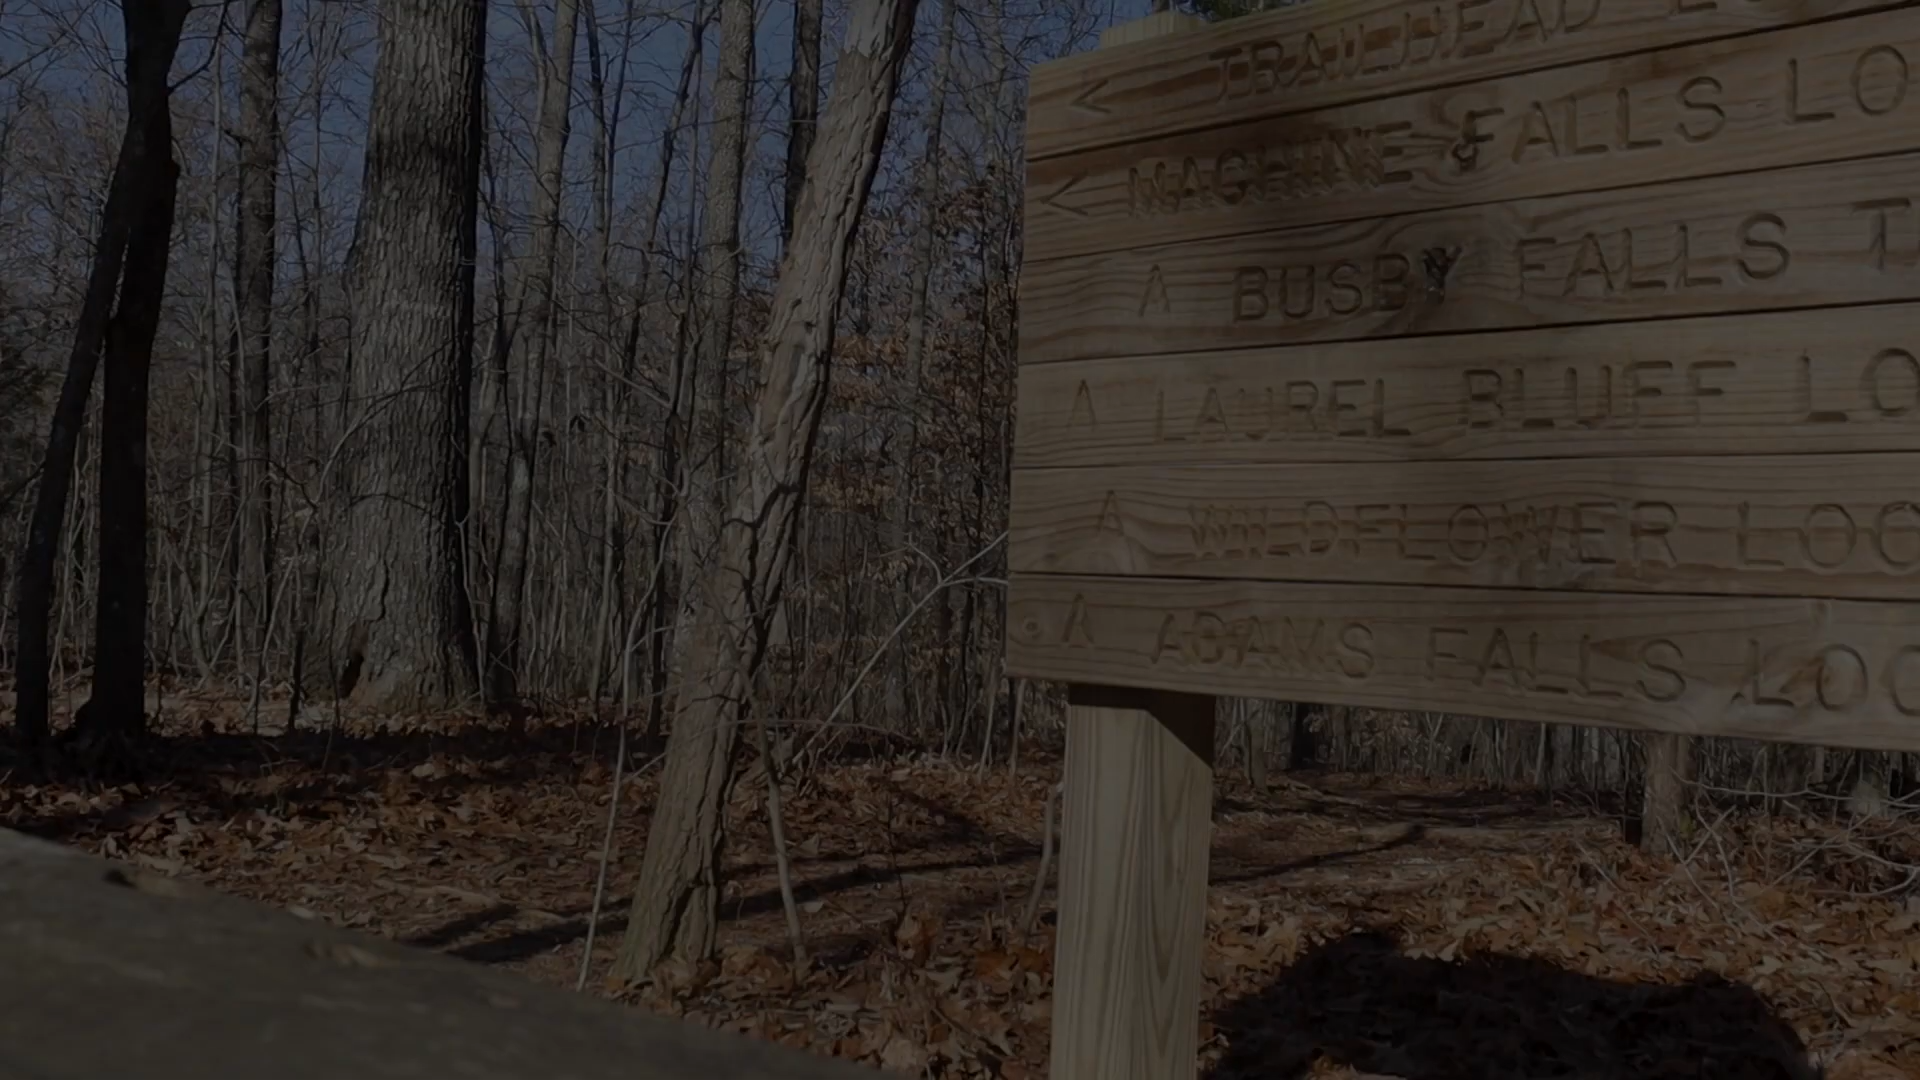 < TRAILHEAD
< MACHINE FALLS LO
Λ BUSBY FALLS T
Λ LAUREL BLUFF LO
Λ WILDFLOWER LOO
Λ ADAMS FALLS LOO